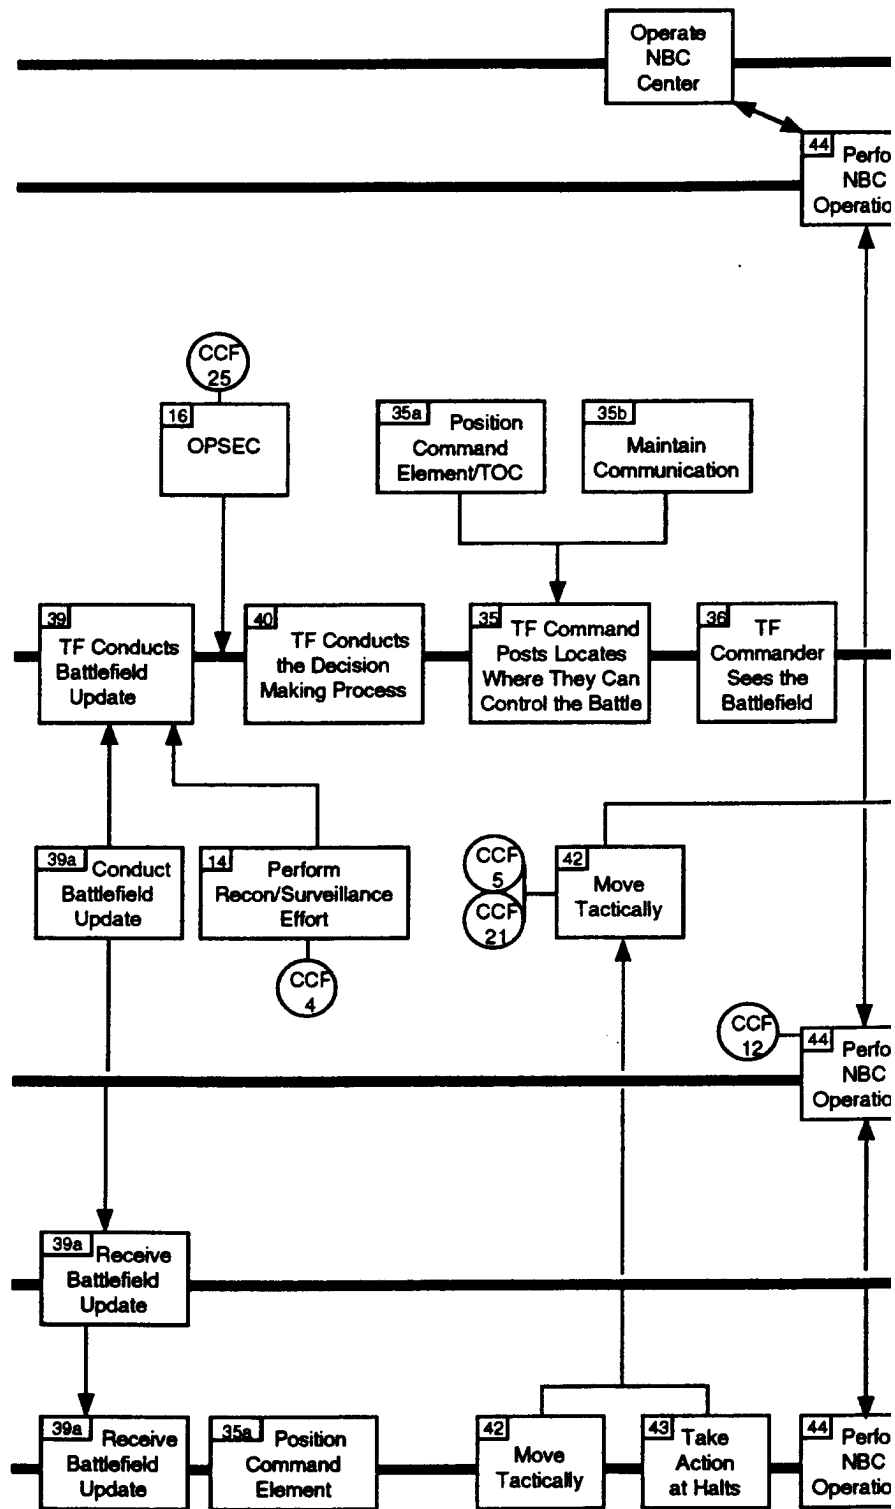 Operate
NBC
Center
44 Perfo
NBC
Operation
CCF
25
16
OPSEC
35a Position
Command
Element/TOC
35b
Maintain
Communication
39
TF Conducts
Battlefield
Update
40
TF Conducts
the Decision
Making Process
35
TF Command
Posts Locates
Where They Can
Control the Battle
36
TF
Commander
Sees the
Battlefield
39a Conduct
Battlefield
Update
14 Perform
Recon/Surveillance
Effort
CCF
4
CCF
5
CCF
21
42
Move
Tactically
CCF
12
44 Perfo
NBC
Operation
39a Receive
Battlefield
Update
39a Receive
Battlefield
Update
35a Position
Command
Element
42
Move
Tactically
43 Take
Action
at Halts
44 Perfo
NBC
Operation